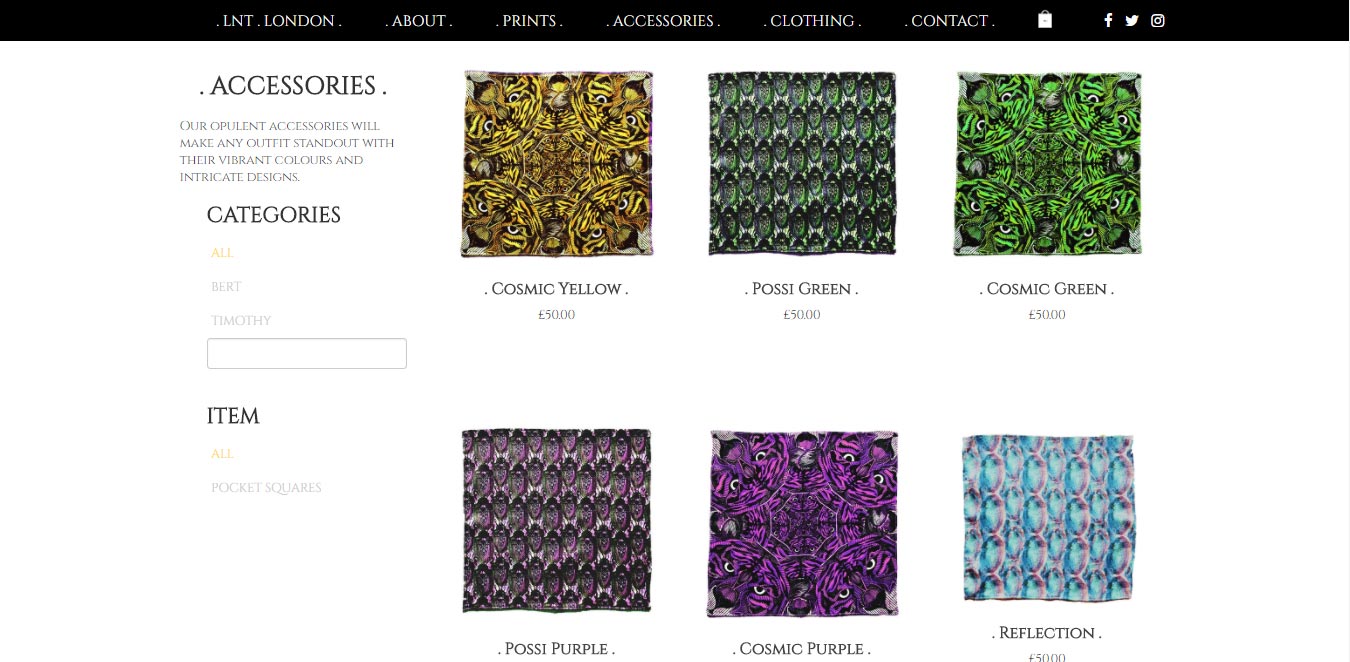 . LNT . LONDON . . ABOUT . . PRINTS . . ACCESSORIES . . CLOTHING . . CONTACT .
. ACCESSORIES .
Our opulent accessories will
make any outfit standout with
their vibrant colours and
intricate designs.
CATEGORIES
ALL
BERT
TIMOTHY
ITEM
ALL
POCKET SQUARES
. Cosmic Yellow . . Possi Green . . Cosmic Green .
£50.00 £50.00 £50.00
. Possi Purple . . Cosmic Purple . . Reflection .
£50.00